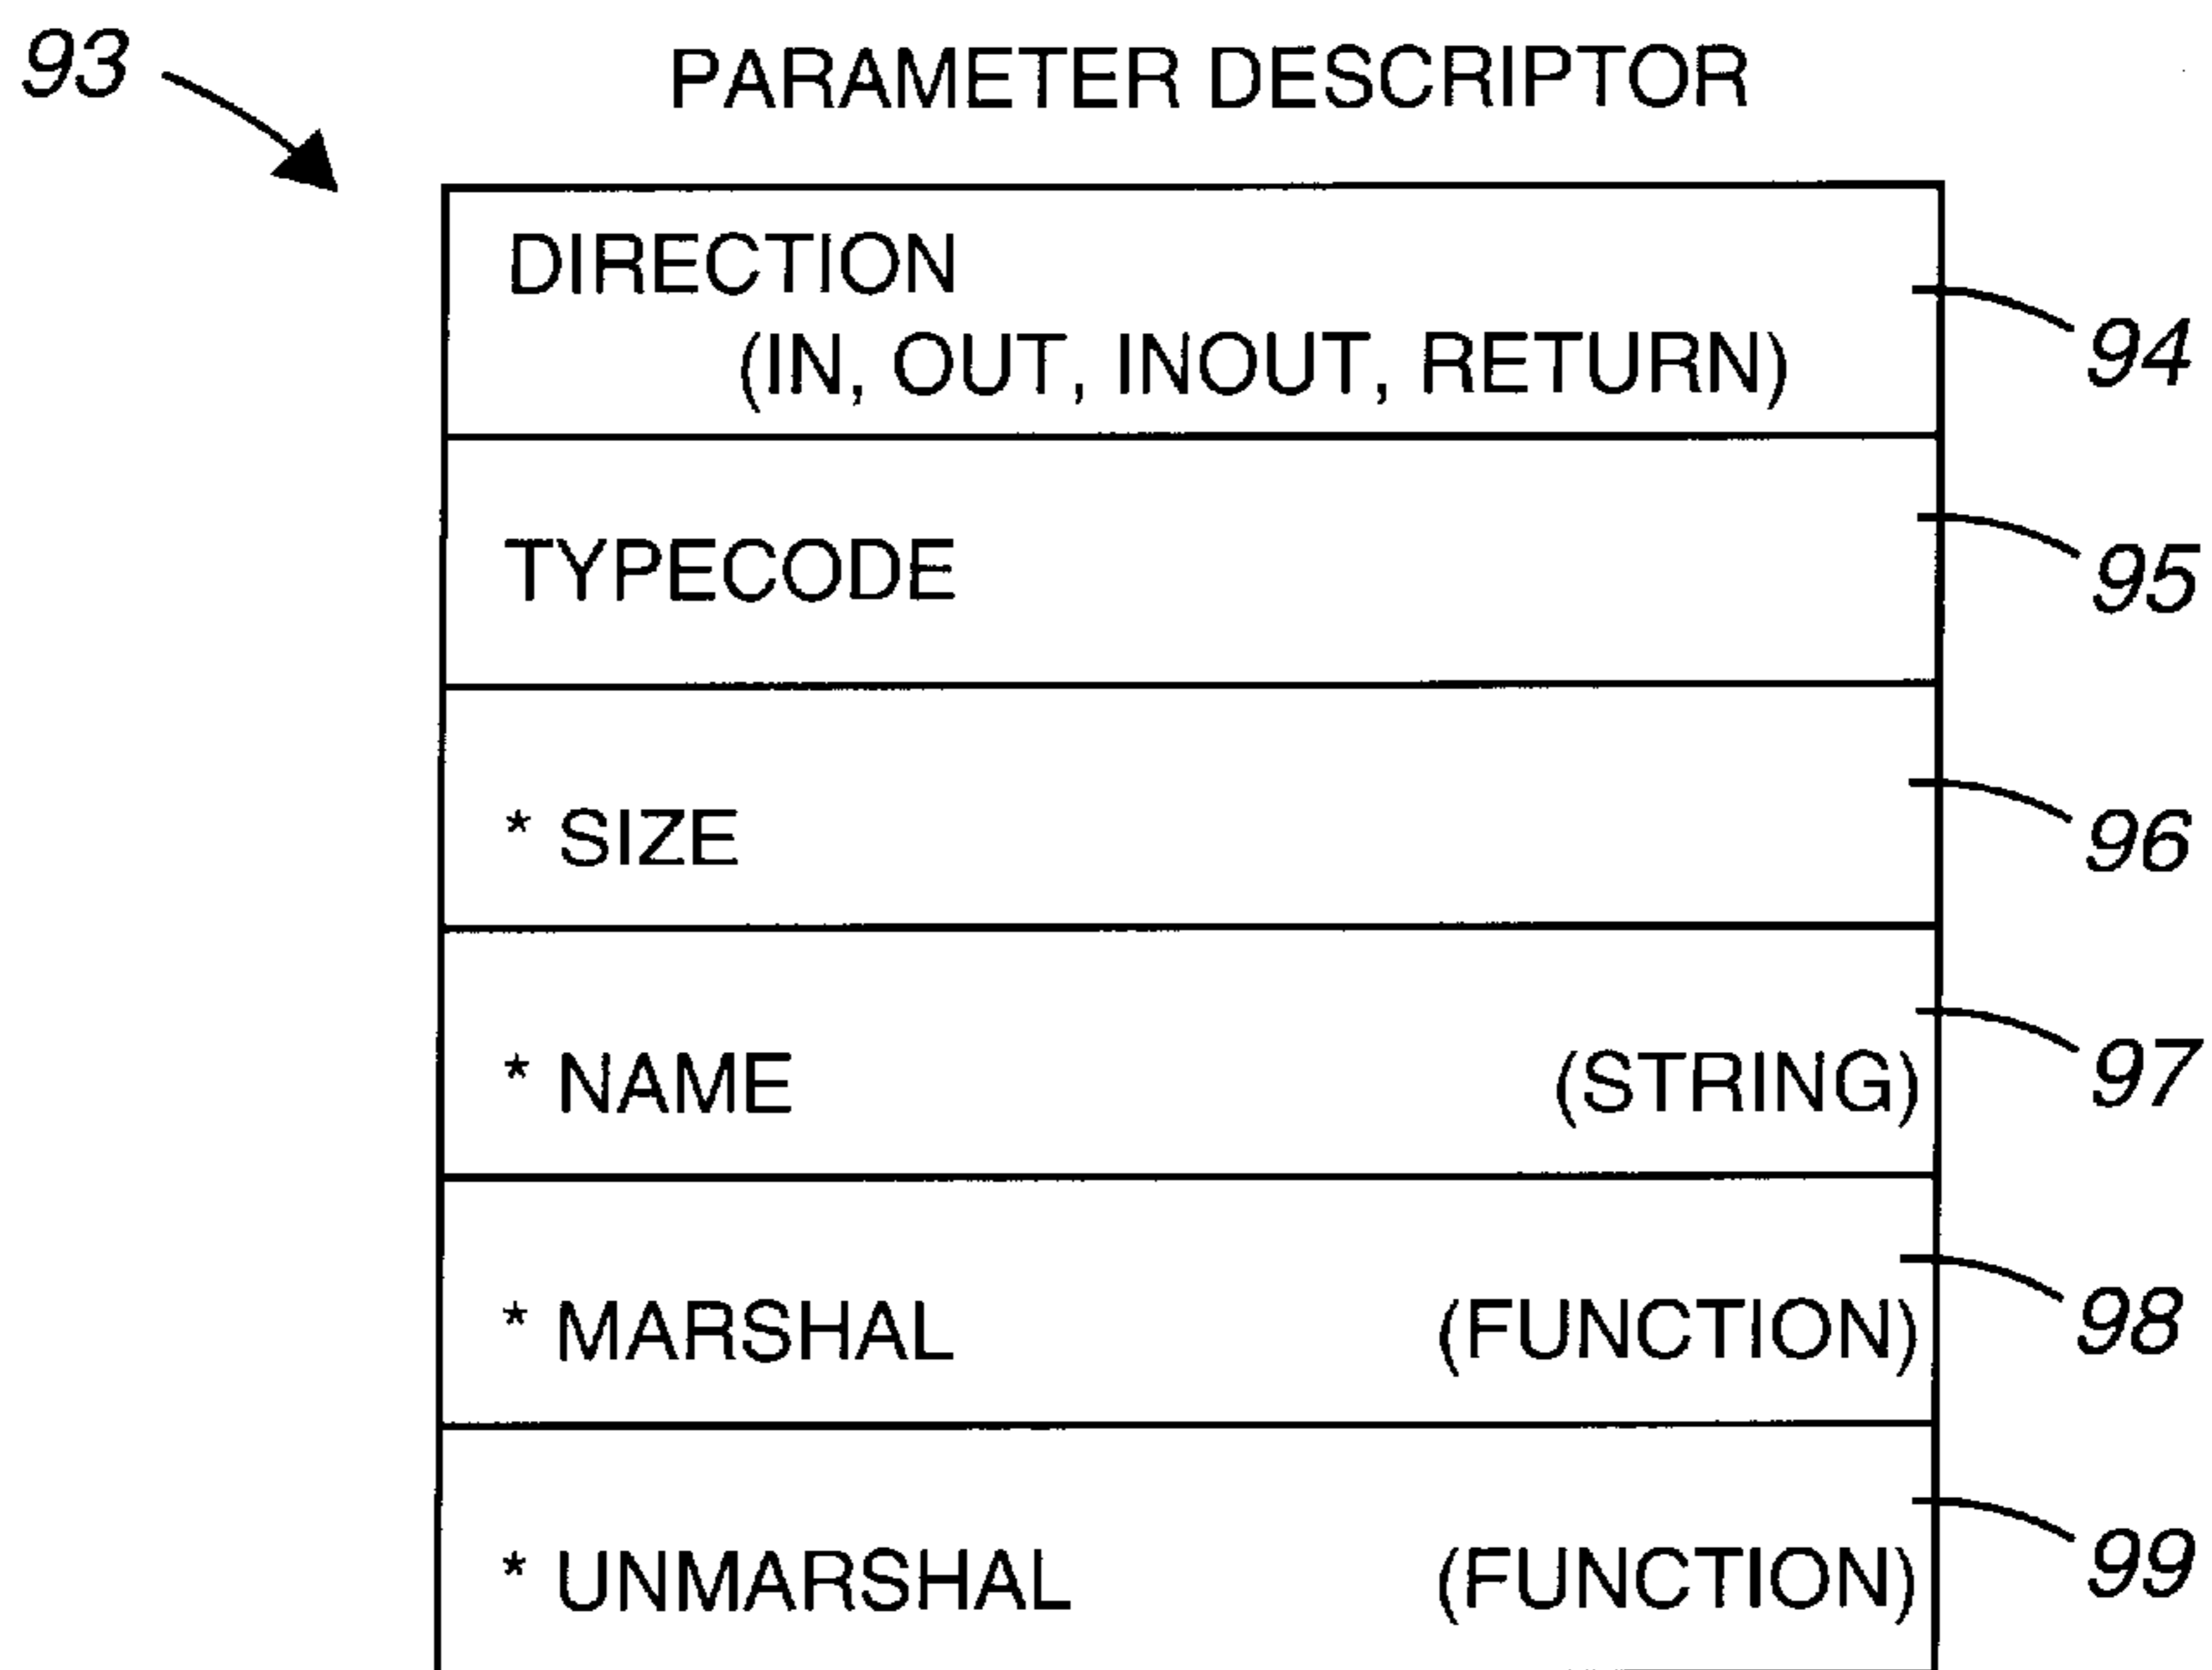 93
PARAMETER DESCRIPTOR
DIRECTION
(IN, OUT, INOUT, RETURN)
94
TYPECODE
95
* SIZE
96
* NAME (STRING)
97
* MARSHAL (FUNCTION)
98
* UNMARSHAL (FUNCTION)
99